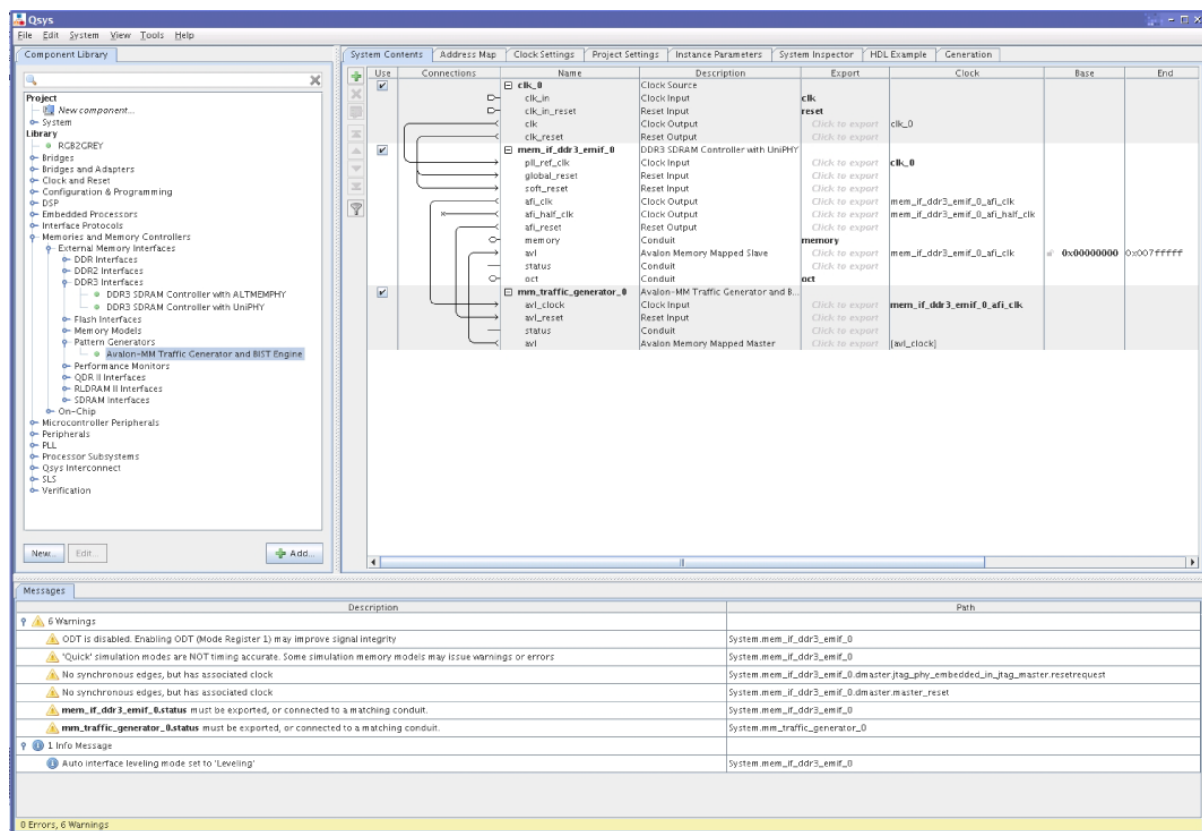 Qsys
File Edit System View Tools Help
Component Library
Project
New component...
System
Library
RGB2GREY
Bridges
Bridges and Adapters
Clock and Reset
Configuration & Programming
DSP
Embedded Processors
Interface Protocols
Memories and Memory Controllers
External Memory Interfaces
DDR Interfaces
DDR2 Interfaces
DDR3 Interfaces
DDR3 SDRAM Controller with ALTMEMPHY
DDR3 SDRAM Controller with UniPHY
Flash Interfaces
Memory Models
Pattern Generators
Avalon-MM Traffic Generator and BIST Engine
Performance Monitors
QDR II Interfaces
RLDRAM II Interfaces
SDRAM Interfaces
On-Chip
Microcontroller Peripherals
Peripherals
PLL
Processor Subsystems
Qsys Interconnect
SLS
Verification
New... Edit... Add...
System Contents Address Map Clock Settings Project Settings Instance Parameters System Inspector HDL Example Generation
Use Connections Name Description Export Clock Base End
clk_0 Clock Source
clk_in Clock Input clk
clk_in_reset Reset Input reset
clk Clock Output Click to export clk_0
clk_reset Reset Output Click to export
mem_if_ddr3_emif_0 DDR3 SDRAM Controller with UniPHY
pll_ref_clk Clock Input Click to export clk_0
global_reset Reset Input Click to export
soft_reset Reset Input Click to export
afi_clk Clock Output Click to export mem_if_ddr3_emif_0_afi_clk
afi_half_clk Clock Output Click to export mem_if_ddr3_emif_0_afi_half_clk
afi_reset Reset Output Click to export
memory Conduit memory
avl Avalon Memory Mapped Slave Click to export mem_if_ddr3_emif_0_afi_clk 0x00000000 0x007fffff
status Conduit Click to export
oct Conduit oct
mm_traffic_generator_0 Avalon-MM Traffic Generator and B...
avl_clock Clock Input Click to export mem_if_ddr3_emif_0_afi_clk
avl_reset Reset Input Click to export
status Conduit Click to export
avl Avalon Memory Mapped Master Click to export [avl_clock]
Messages
Description Path
6 Warnings
ODT is disabled. Enabling ODT (Mode Register 1) may improve signal integrity System.mem_if_ddr3_emif_0
'Quick' simulation modes are NOT timing accurate. Some simulation memory models may issue warnings or errors System.mem_if_ddr3_emif_0
No synchronous edges, but has associated clock System.mem_if_ddr3_emif_0.dmaster.jtag_phy_embedded_in_jtag_master.resetrequest
No synchronous edges, but has associated clock System.mem_if_ddr3_emif_0.dmaster.master_reset
mem_if_ddr3_emif_0.status must be exported, or connected to a matching conduit. System.mem_if_ddr3_emif_0
mm_traffic_generator_0.status must be exported, or connected to a matching conduit. System.mm_traffic_generator_0
1 Info Message
Auto interface leveling mode set to 'Leveling' System.mem_if_ddr3_emif_0
0 Errors, 6 Warnings